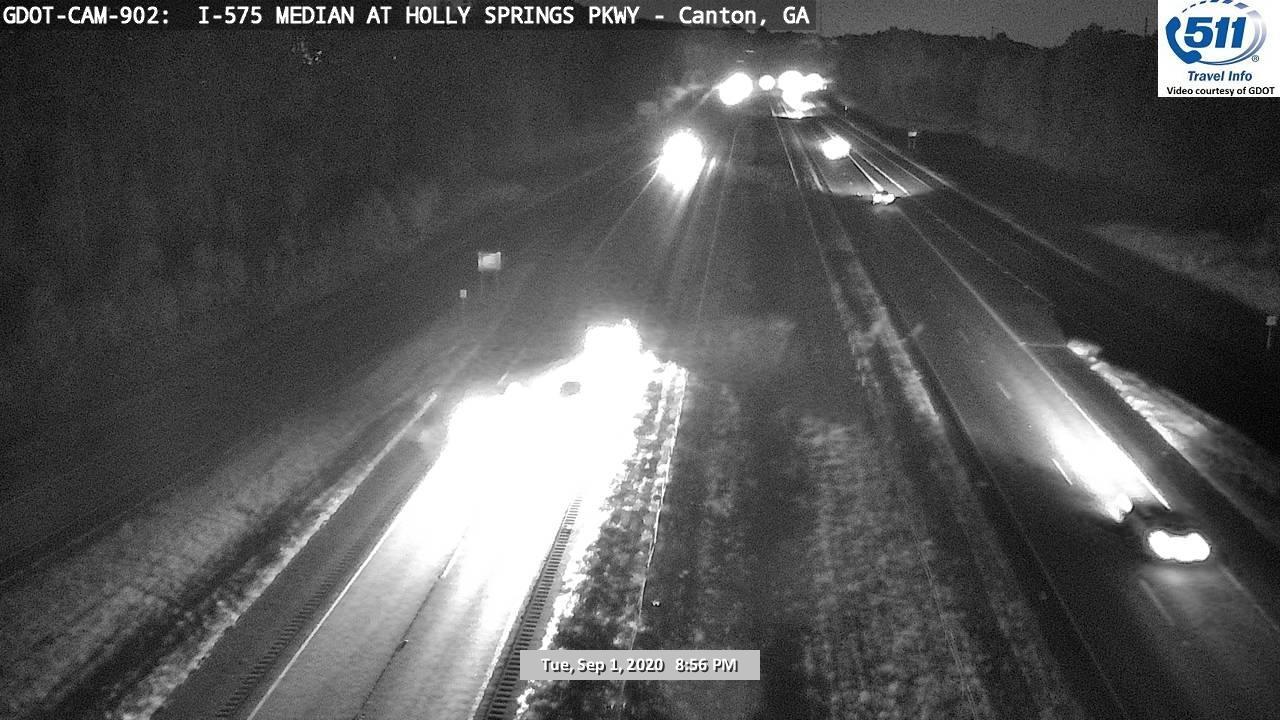 GDOT-CAM-902: I-575 MEDIAN AT HOLLY SPRINGS PKWY - Canton, GA
511
Travel Info
Video courtesy of GDOT
Tue, Sep 1, 2020 8:56 PM